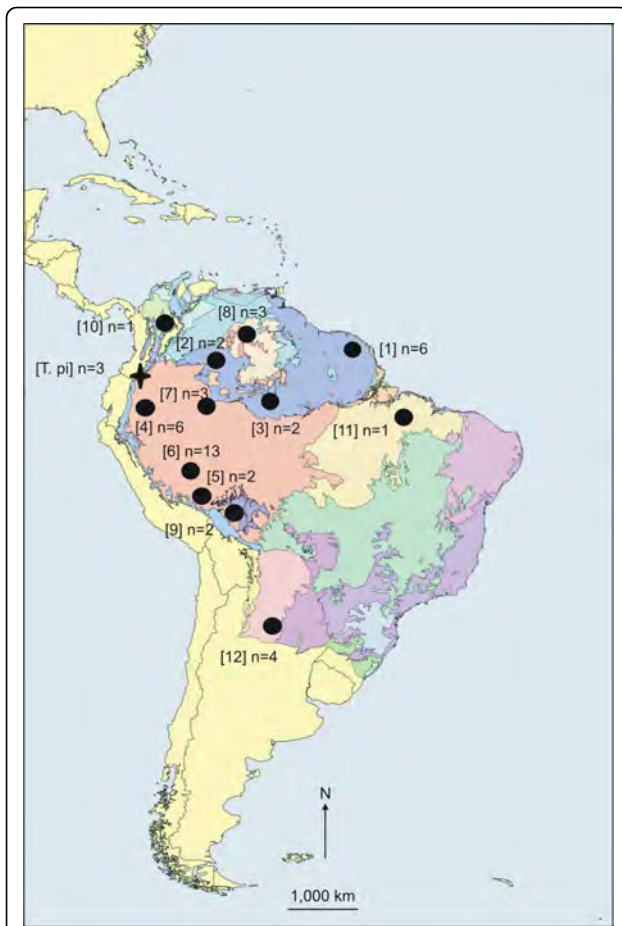 [8] n=3
[10] n=1
[2] n=2
[1] n=6
[T. pi] n=3
[7] n=3
[4] n=6
[3] n=2
[11] n=1
[6] n=13
[5] n=2
[9] n=2
[12] n=4
N
1,000 km